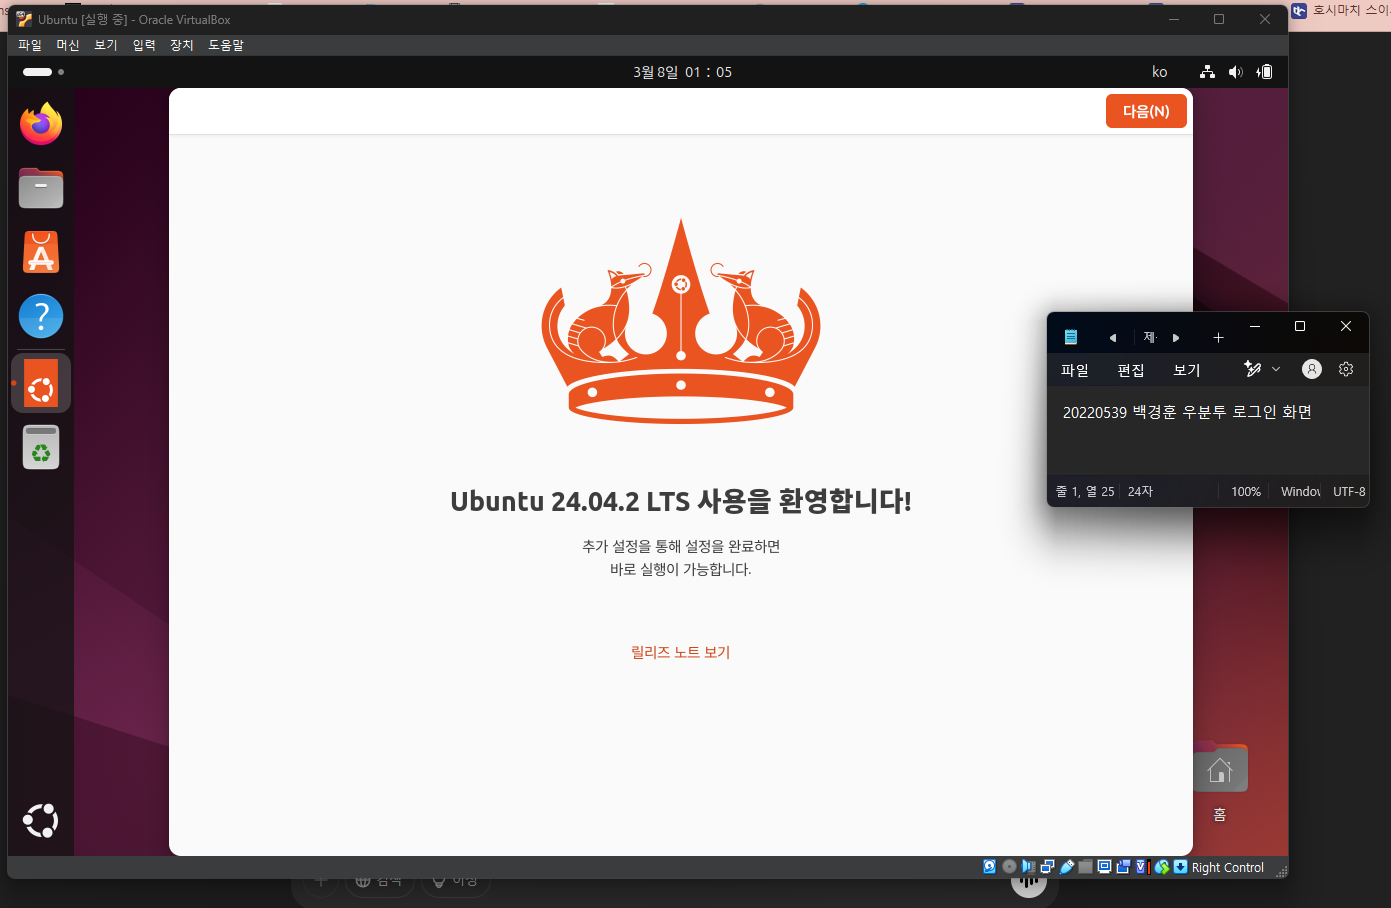 Ubuntu [실행 중] - Oracle VirtualBox
호시마치 스이
파일 머신 보기 입력 장치 도움말
3월 8일 01 : 05
ko
다음(N)
제
파일 편집 보기
20220539 백경훈 우분투 로그인 화면
줄 1, 열 25 24자 100% Window UTF-8
Ubuntu 24.04.2 LTS 사용을 환영합니다!
추가 설정을 통해 설정을 완료하면
바로 실행이 가능합니다.
릴리즈 노트 보기
홈
Right Control
검색